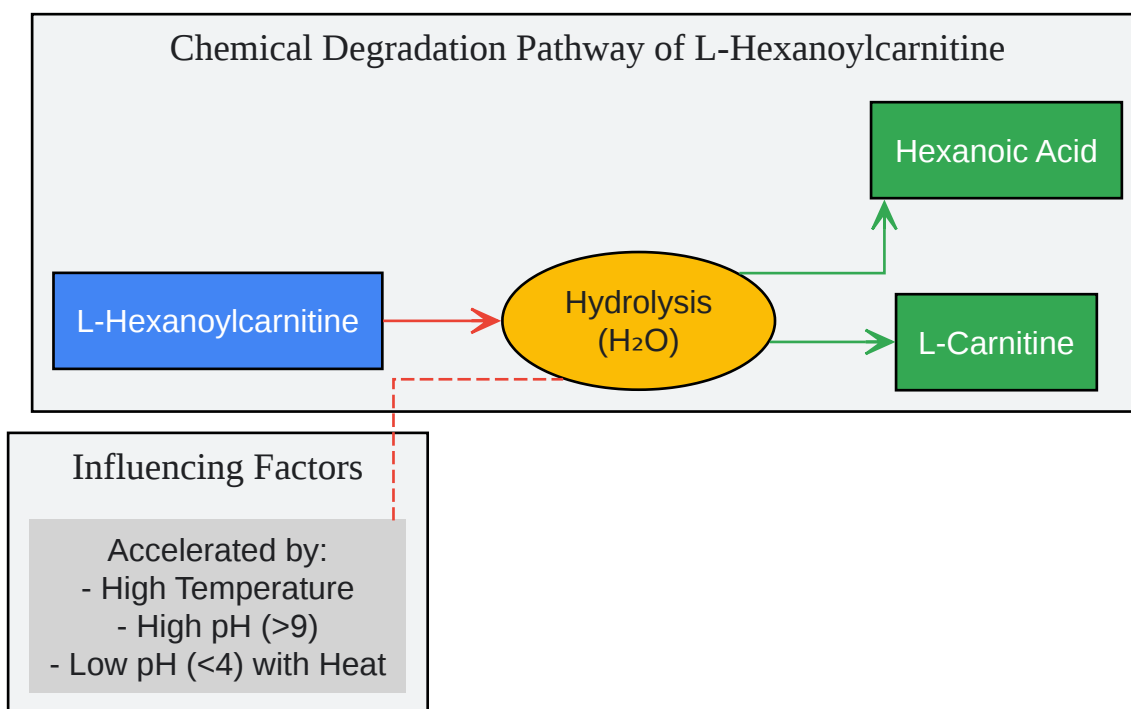 Chemical Degradation Pathway of L-Hexanoylcarnitine
Hexanoic Acid
L-Hexanoylcarnitine
Hydrolysis
(H₂O)
L-Carnitine
Influencing Factors
Accelerated by:
- High Temperature
- High pH (>9)
- Low pH (<4) with Heat